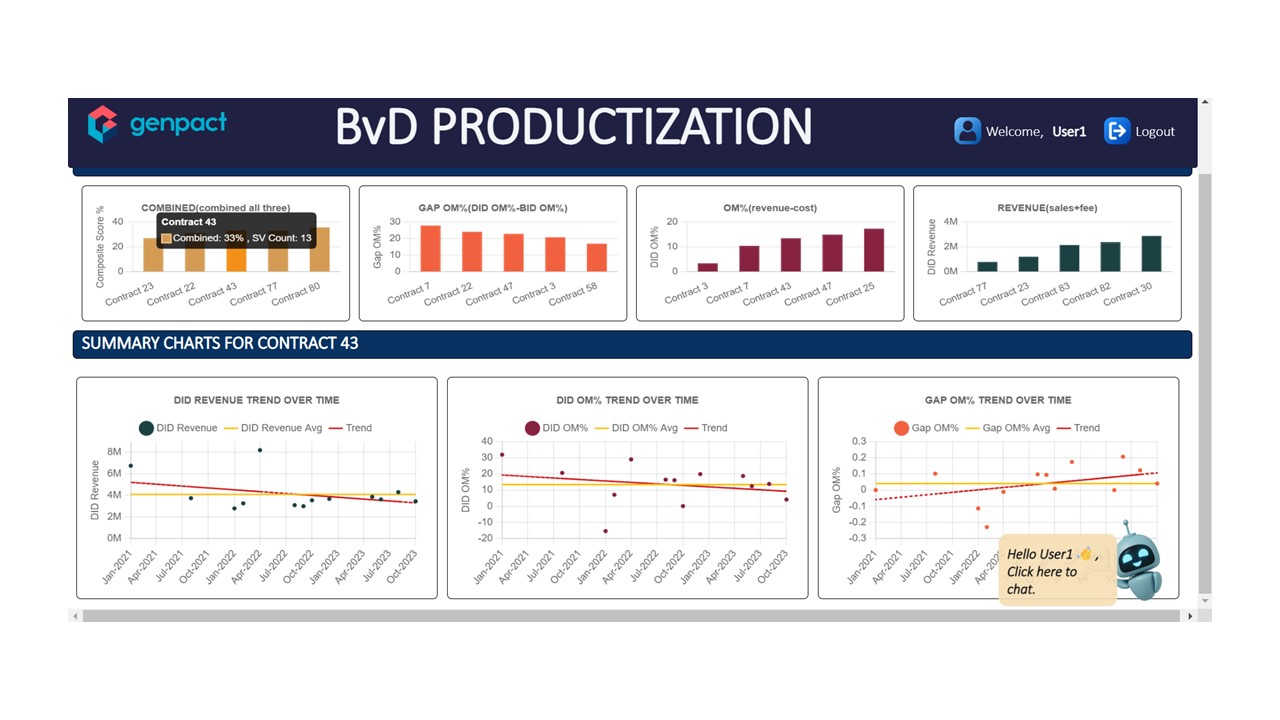 genpact
BvD PRODUCTIZATION
Welcome, User1
Logout
COMBINED(combined all three)
Composite Score %
40
20
0
Contract 43
Combined: 33% , SV Count: 13
Contract 23
Contract 22
Contract 43
Contract 77
Contract 80
GAP OM%(DID OM%-BID OM%)
Gap OM%
30
20
10
0
Contract 7
Contract 22
Contract 47
Contract 3
Contract 58
OM%(revenue-cost)
DID OM%
20
10
0
Contract 3
Contract 7
Contract 43
Contract 47
Contract 25
REVENUE(sales+fee)
DID Revenue
4M
2M
0M
Contract 77
Contract 23
Contract 83
Contract 82
Contract 30
SUMMARY CHARTS FOR CONTRACT 43
DID REVENUE TREND OVER TIME
DID Revenue DID Revenue Avg Trend
DID Revenue
8M
6M
4M
2M
0M
Jan-2021
Apr-2021
Jul-2021
Oct-2021
Jan-2022
Apr-2022
Jul-2022
Oct-2022
Jan-2023
Apr-2023
Jul-2023
Oct-2023
DID OM% TREND OVER TIME
DID OM% DID OM% Avg Trend
DID OM%
40
30
20
10
0
-10
-20
Jan-2021
Apr-2021
Jul-2021
Oct-2021
Jan-2022
Apr-2022
Jul-2022
Oct-2022
Jan-2023
Apr-2023
Jul-2023
Oct-2023
GAP OM% TREND OVER TIME
Gap OM% Gap OM% Avg Trend
Gap OM%
0.3
0.2
0.1
0
-0.1
-0.2
-0.3
Jan-2021
Apr-2021
Jul-2021
Oct-2021
Jan-2022
Hello User1 👋 ,
Click here to
chat.